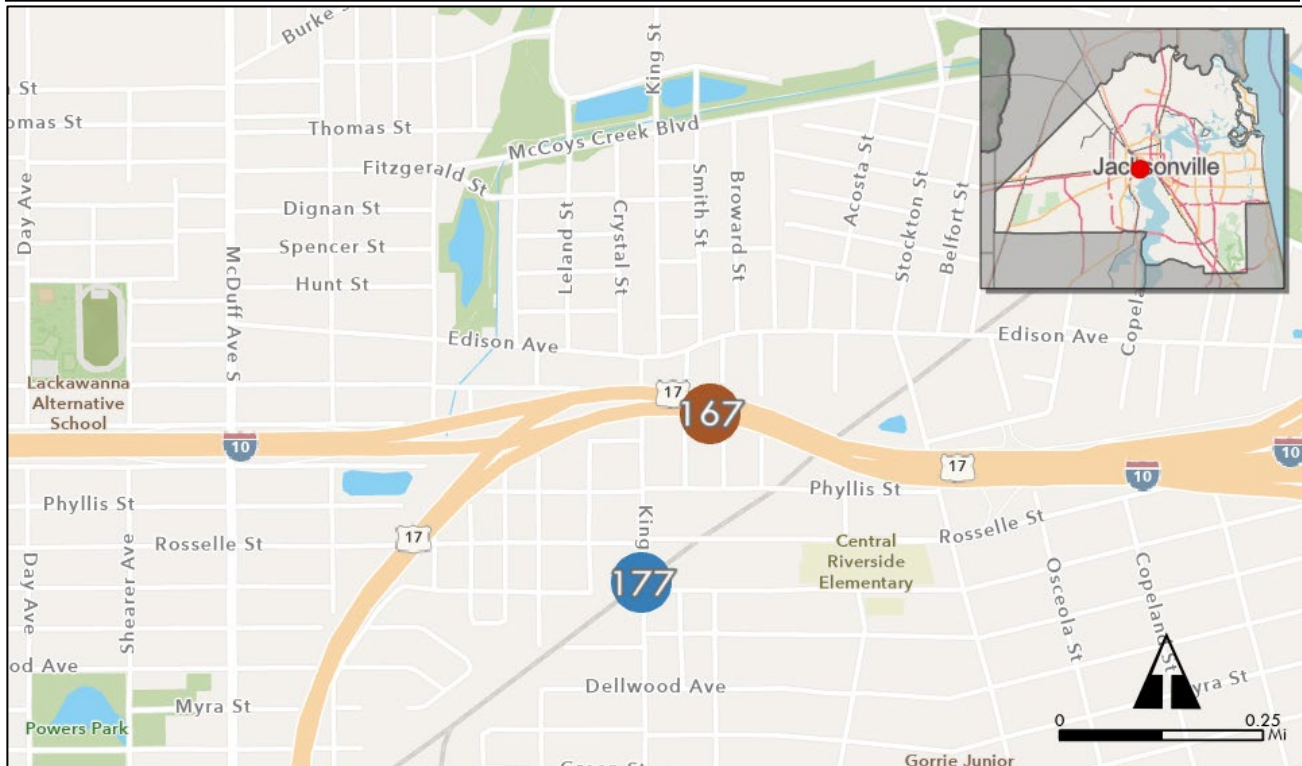 Burke
King St
St
omas St
Thomas St
McCoys Creek Blvd
Fitzgerald St
Day Ave
Dignan St
Spencer St
Hunt St
McDuff Ave S
Leland St
Crystal St
Smith St
Broward St
Acosta St
Stockton St
Belfort St
Jacksonville
Edison Ave
Edison Ave
Copela
Lackawanna
Alternative
School
17
167
10
17
10
10
Phyllis St
Phyllis St
King
Rosselle St
Rosselle St
17
177
Central
Riverside
Elementary
Day Ave
Shearer Ave
Osceola St
Copeland St
od Ave
Dellwood Ave
Myra St
Myra St
Powers Park
0
0.25
Mi
Gorrie Junior